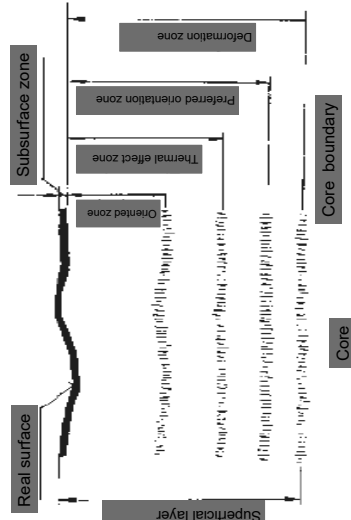 Deformation zone
Preferred orientation zone
Thermal effect zone
Oriented zone
Subsurface zone
Core boundary
Real surface
Core
Superficial layer